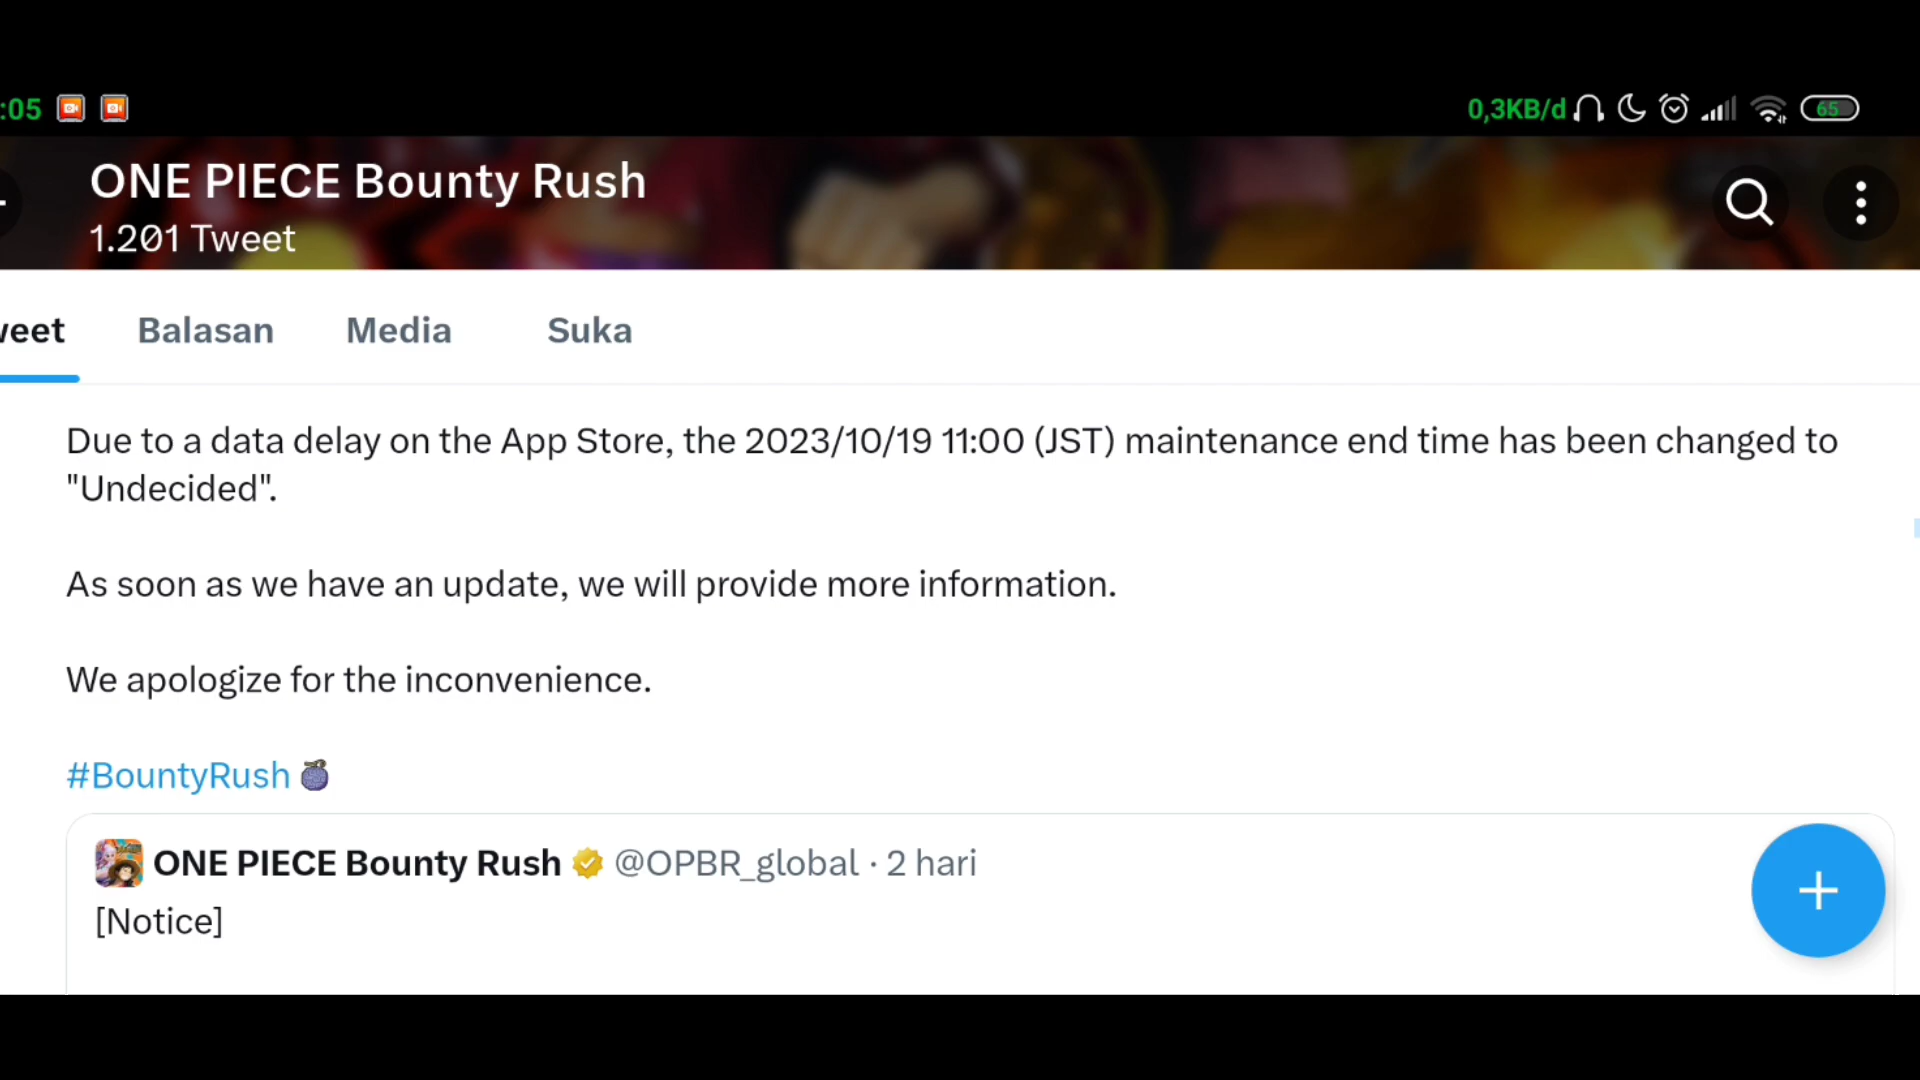 :05
0,3KB/d
65
ONE PIECE Bounty Rush
1.201 Tweet
weet Balasan Media Suka
Due to a data delay on the App Store, the 2023/10/19 11:00 (JST) maintenance end time has been changed to
"Undecided".
As soon as we have an update, we will provide more information.
We apologize for the inconvenience.
#BountyRush
ONE PIECE Bounty Rush @OPBR_global · 2 hari
[Notice]